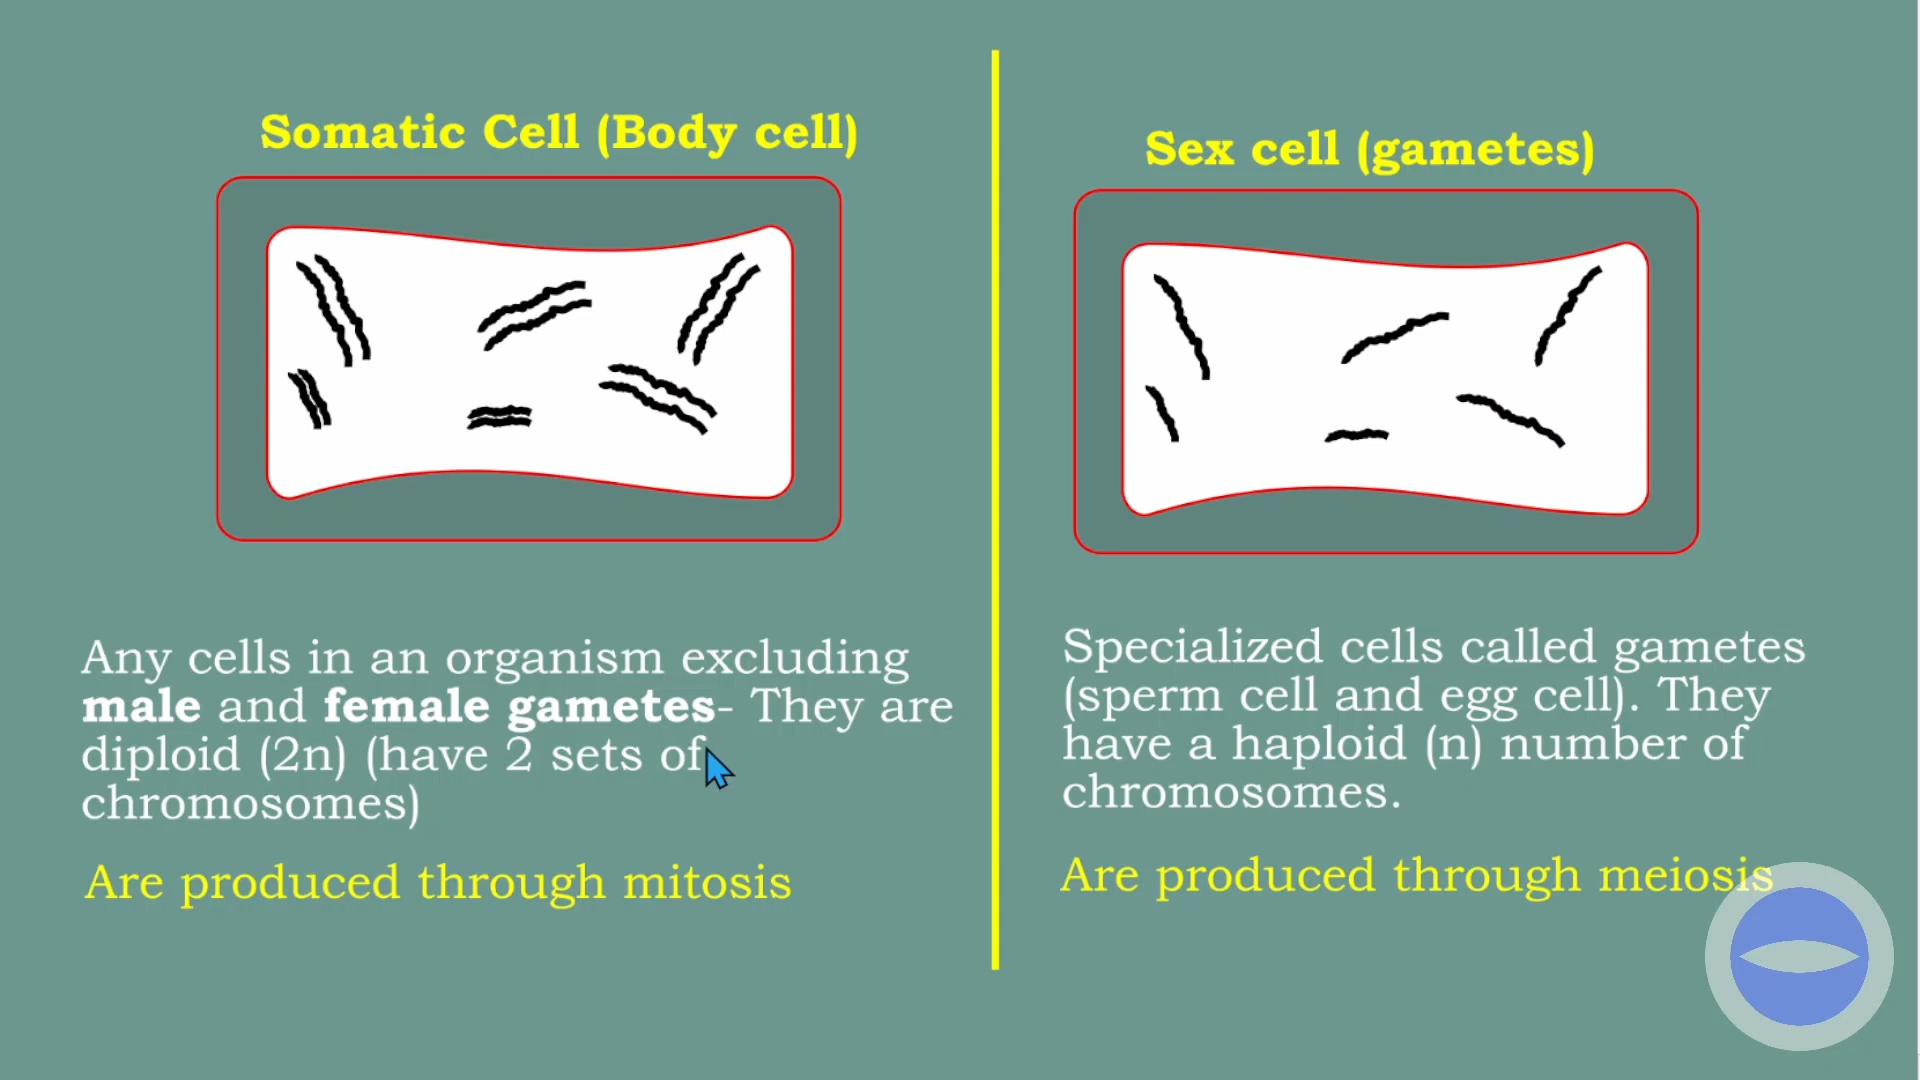 Somatic Cell (Body cell)
Any cells in an organism excluding
male and female gametes- They are
diploid (2n) (have 2 sets of
chromosomes)
Are produced through mitosis
Sex cell (gametes)
Specialized cells called gametes
(sperm cell and egg cell). They
have a haploid (n) number of
chromosomes.
Are produced through meiosis